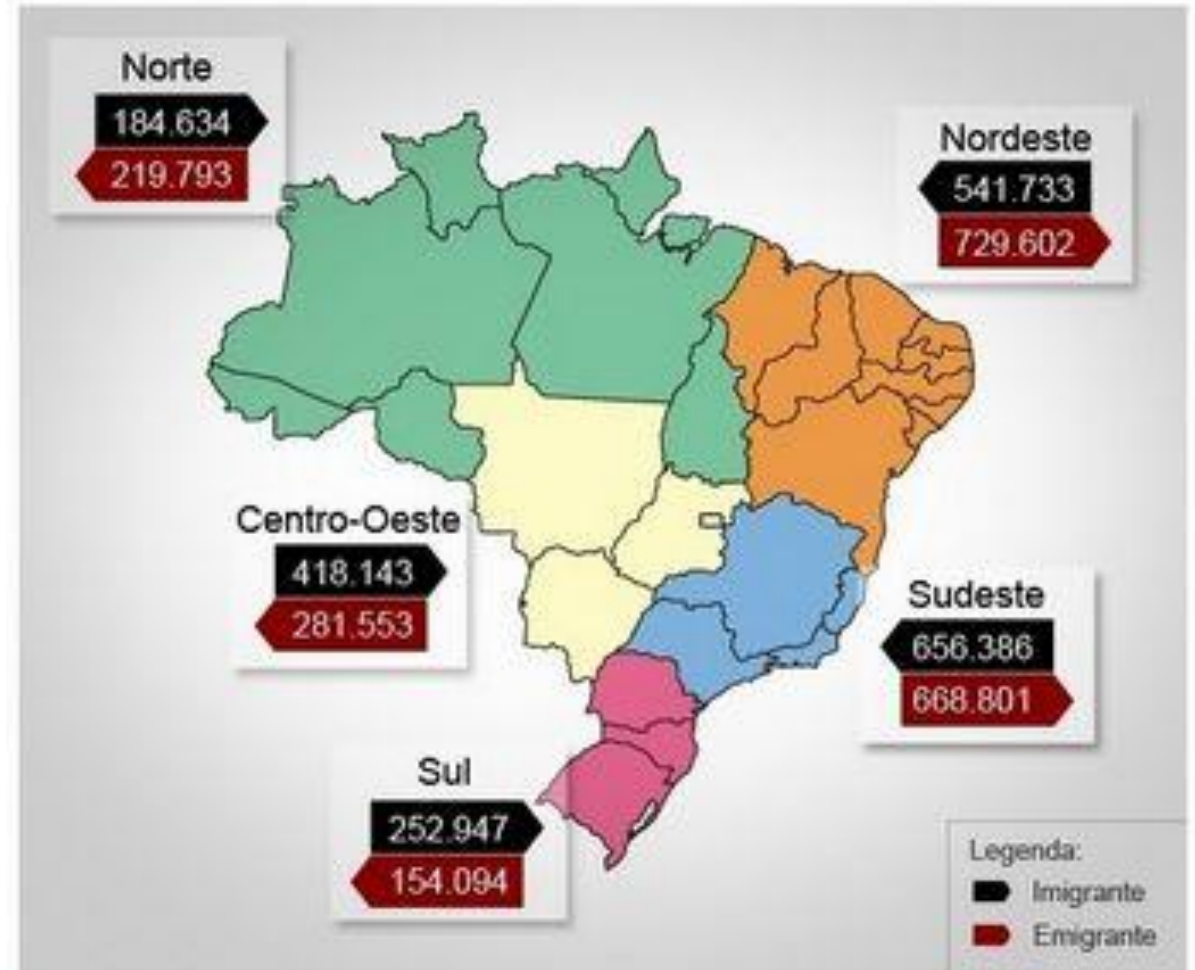 Norte
184.634
219.793
Nordeste
541.733
729.602
Centro-Oeste
418.143
281.553
Sudeste
656.386
668.801
Sul
252.947
154.094
Legenda:
Imigrante
Emigrante